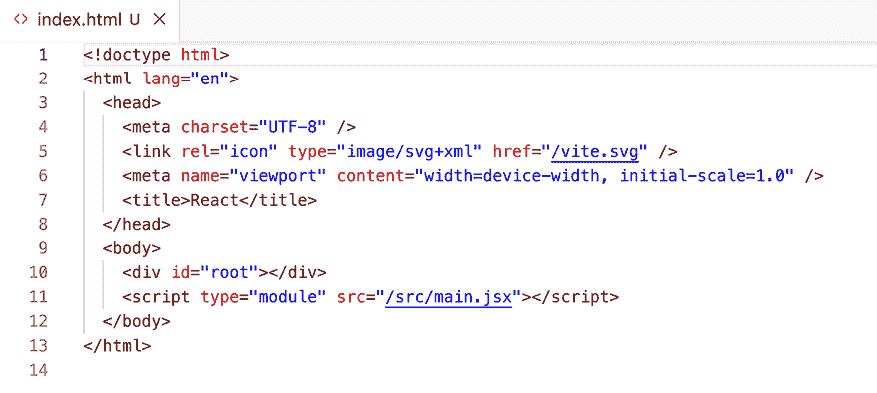 <> index.html U ×
1 <!doctype html>
2 <html lang="en">
3   <head>
4     <meta charset="UTF-8" />
5     <link rel="icon" type="image/svg+xml" href="/vite.svg" />
6     <meta name="viewport" content="width=device-width, initial-scale=1.0" />
7     <title>React</title>
8   </head>
9   <body>
10     <div id="root"></div>
11     <script type="module" src="/src/main.jsx"></script>
12   </body>
13 </html>
14